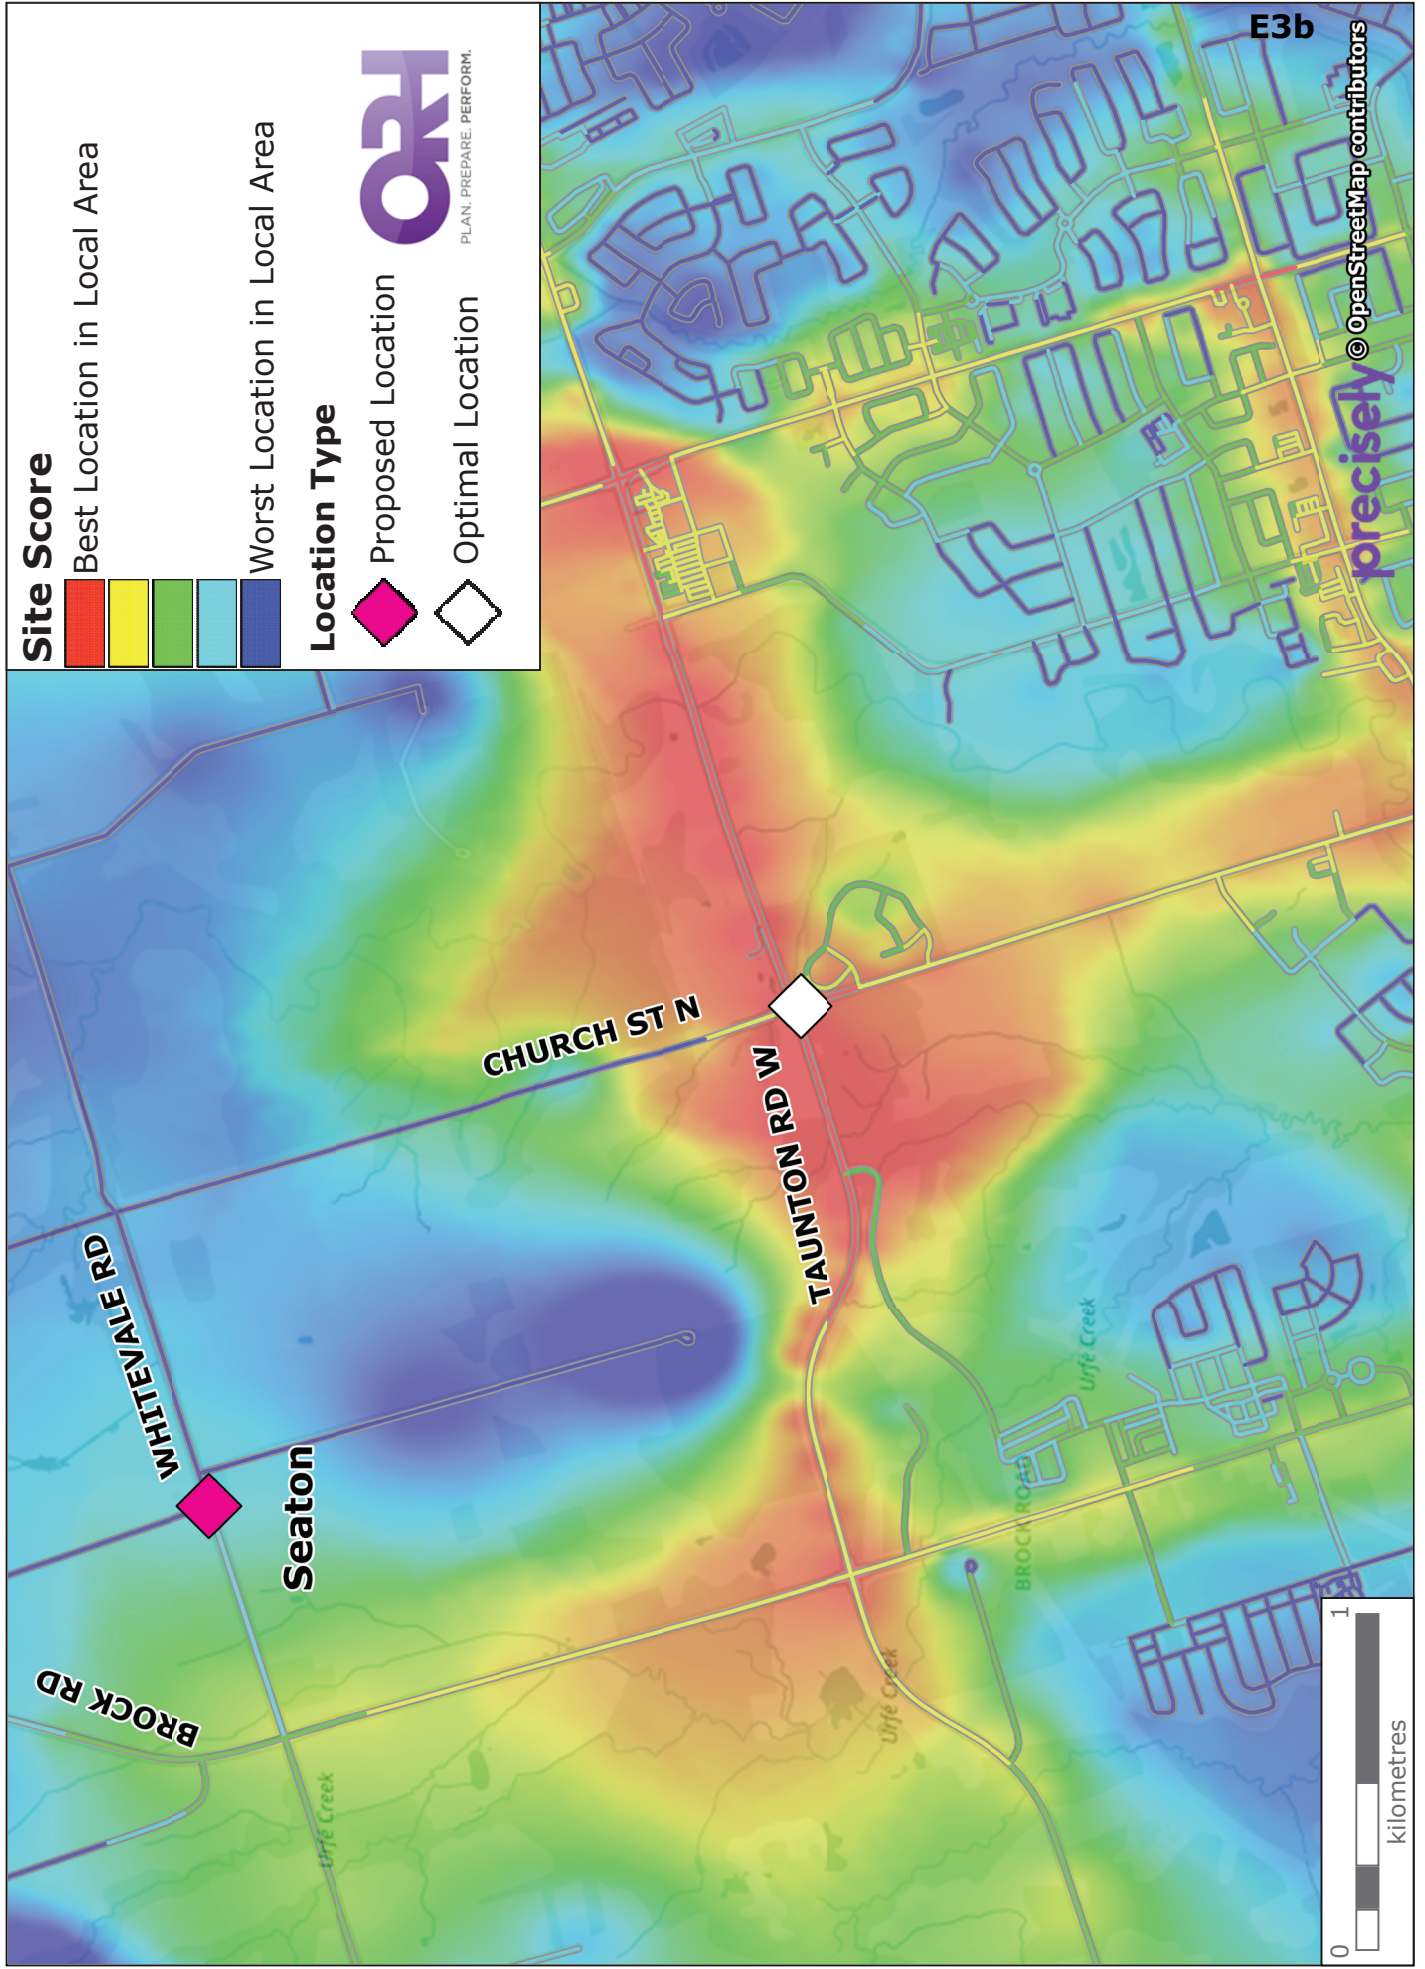 Site Score
Best Location in Local Area
Worst Location in Local Area
Location Type
Proposed Location
Optimal Location
ORH
PLAN. PREPARE. PERFORM.
WHITEVALE RD
BROCK RD
Seaton
CHURCH ST N
TAUNTON RD W
Urfé Creek
Urfé Creek
BROCK ROAD
Urfé Creek
0
1
kilometres
precisely
© OpenStreetMap contributors
E3b